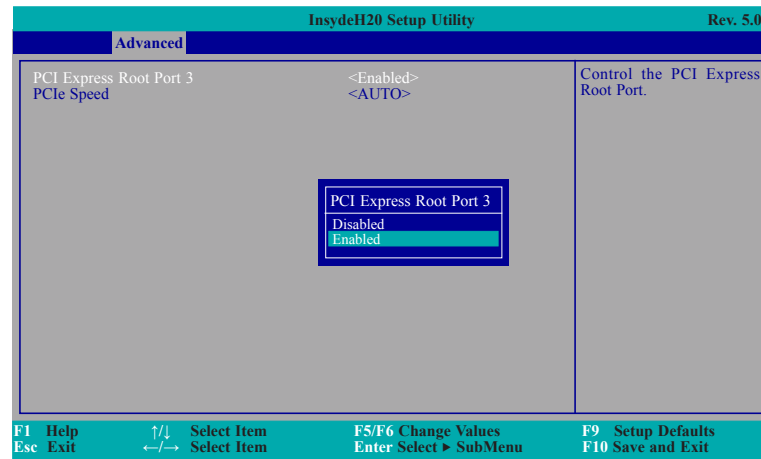 InsydeH20 Setup Utility Rev. 5.0
Advanced
PCI Express Root Port 3 <Enabled> Control the PCI Express
PCIe Speed <AUTO> Root Port.
PCI Express Root Port 3
Disabled
Enabled
F1 Help ↑/↓ Select Item F5/F6 Change Values F9 Setup Defaults
Esc Exit ←/→ Select Item Enter Select ▶ SubMenu F10 Save and Exit